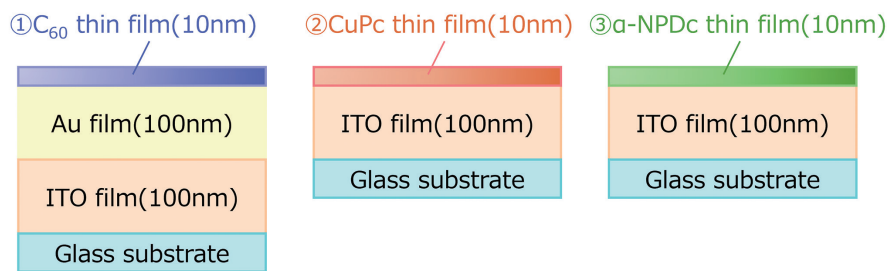 ①C₆₀ thin film(10nm)
②CuPc thin film(10nm)
③α-NPDc thin film(10nm)
Au film(100nm)
ITO film(100nm)
Glass substrate
ITO film(100nm)
Glass substrate
ITO film(100nm)
Glass substrate